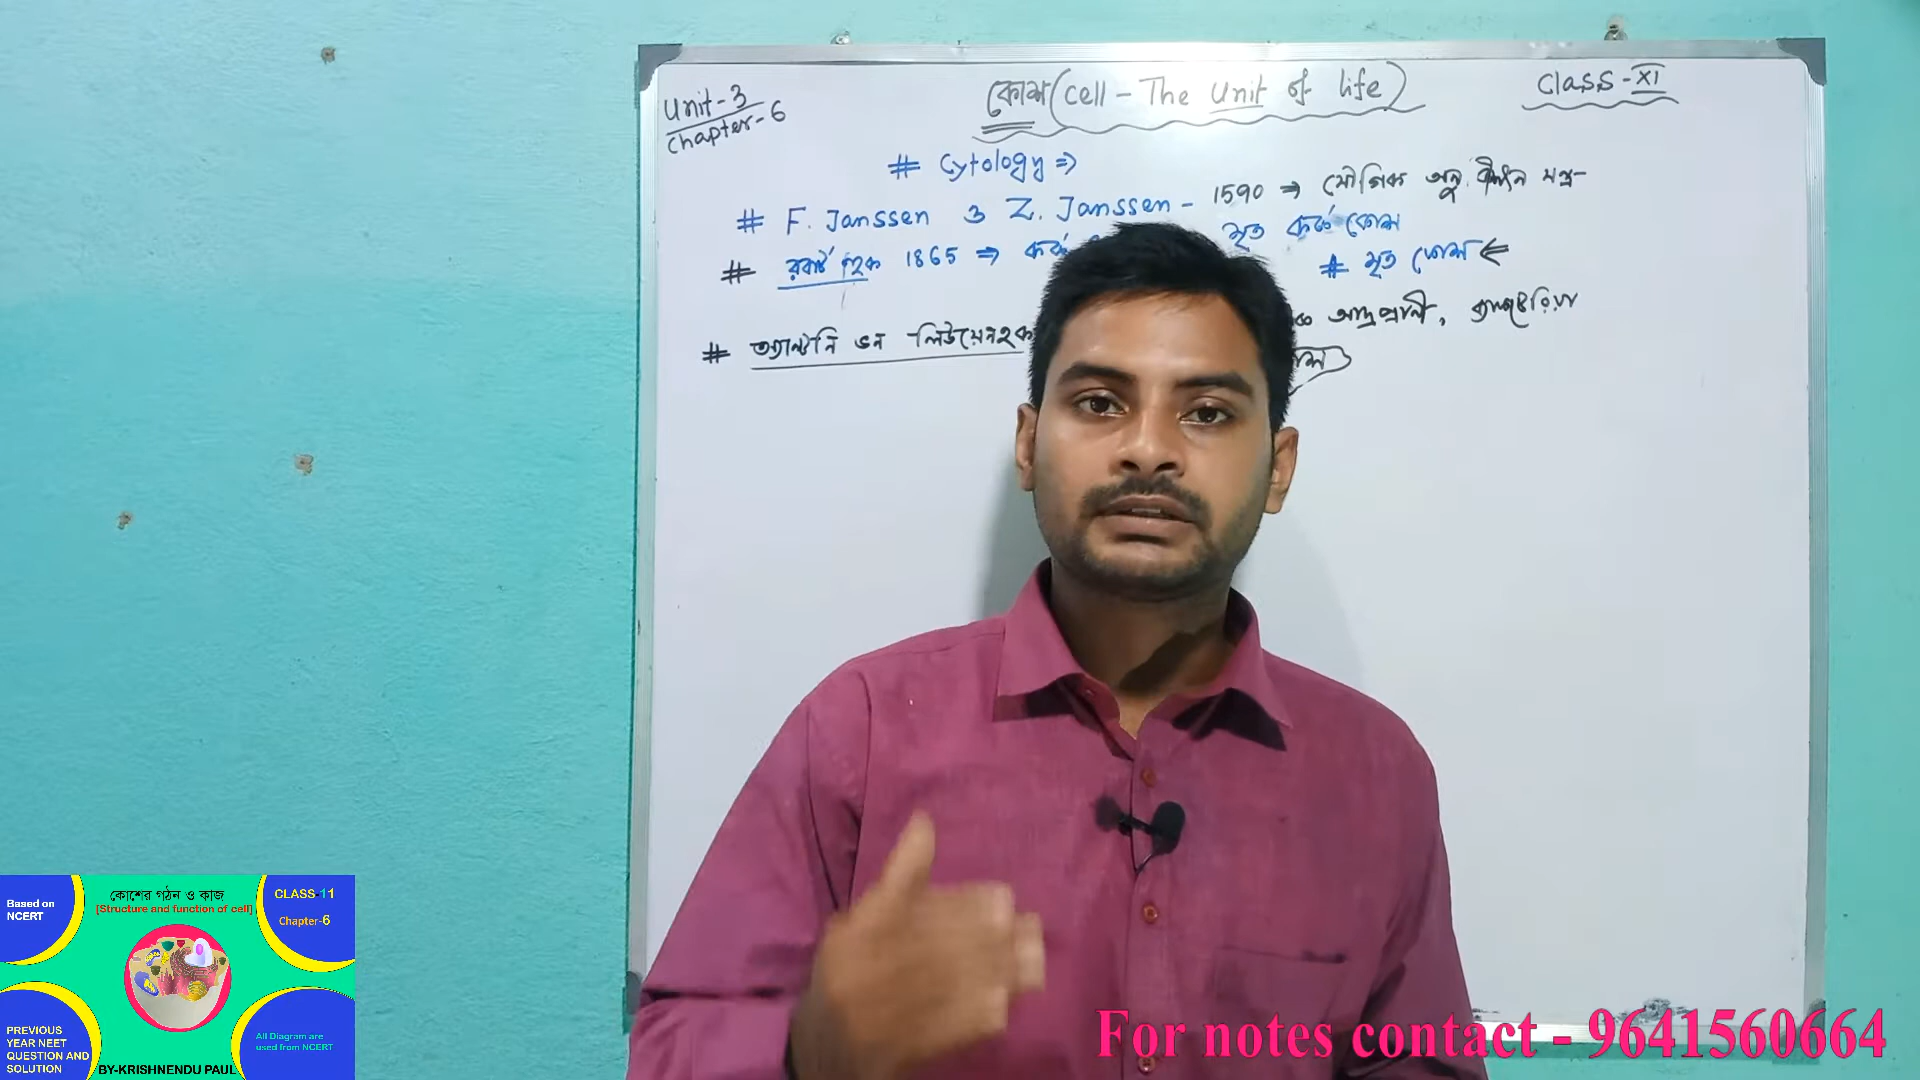 Unit-3
Chapter-6
কোশ (Cell - The Unit of life)
Class-XI
# Cytology ⇒
# F. Janssen ও Z. Janssen - 1590 ⇒ যৌগিক অনুবীক্ষন যন্ত্র-
# রবার্ট হুক 1865 ⇒ মৃত কর্ক কোশ
# মৃত কোশ ←
# অ্যান্টনি ভন লিউয়েনহুক আদ্যপ্রানী, ব্যাকটেরিয়া
Based on
NCERT
কোশের গঠন ও কাজ
[Structure and function of cell]
CLASS-11
Chapter-6
PREVIOUS
YEAR NEET
QUESTION AND
SOLUTION
All Diagram are
used from NCERT
BY-KRISHNENDU PAUL
For notes contact - 9641560664